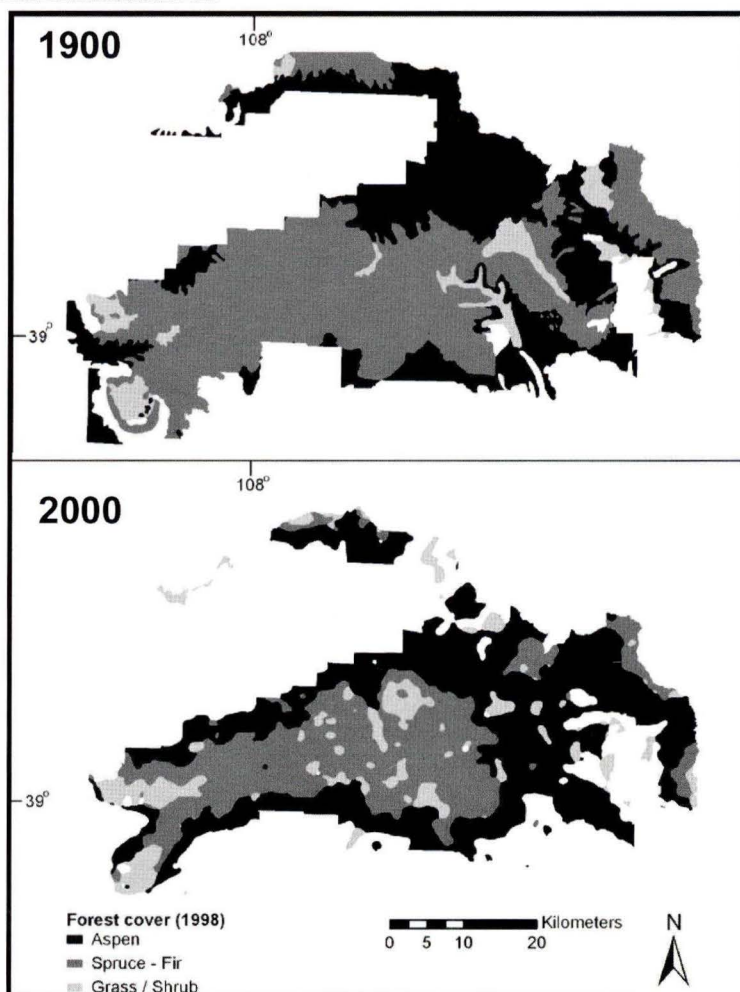 1900
108°
39°
108°
2000
39°
Forest cover (1998)
Aspen
Spruce - Fir
Grass / Shrub
Kilometers
0 5 10 20
N